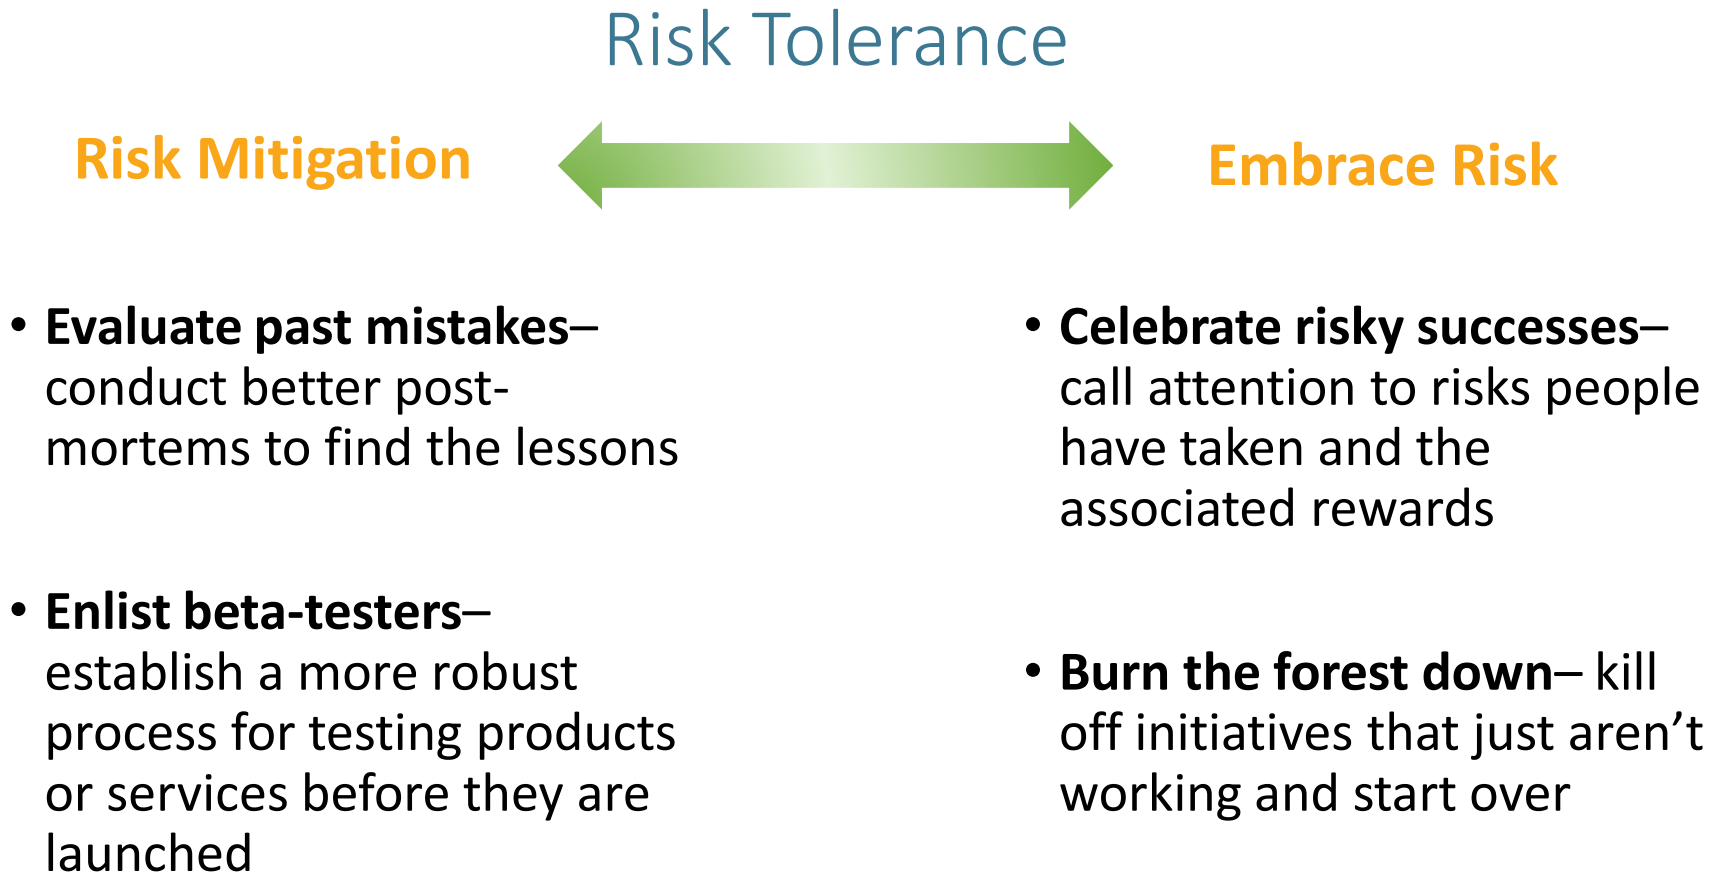 Risk Tolerance
Risk Mitigation
Embrace Risk
• Evaluate past mistakes–
conduct better post-
mortems to find the lessons
• Enlist beta-testers–
establish a more robust
process for testing products
or services before they are
launched
• Celebrate risky successes–
call attention to risks people
have taken and the
associated rewards
• Burn the forest down– kill
off initiatives that just aren’t
working and start over